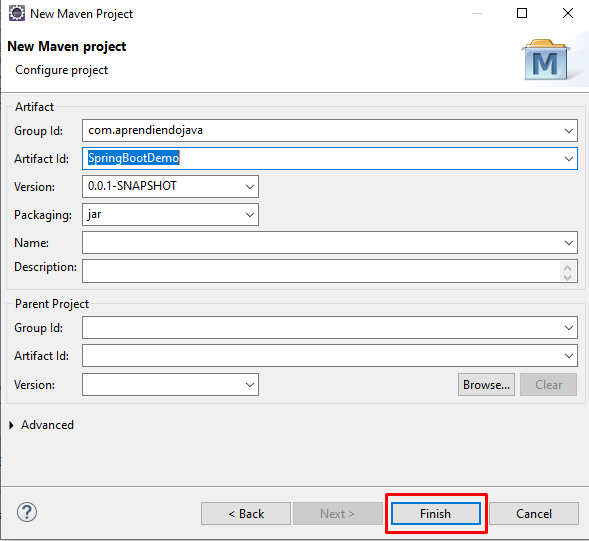 New Maven Project
New Maven project
Configure project
M
Artifact
Group Id: com.aprendiendojava
Artifact Id: SpringBootDemo
Version: 0.0.1-SNAPSHOT
Packaging: jar
Name:
Description:
Parent Project
Group Id:
Artifact Id:
Version: Browse... Clear
Advanced
? < Back Next > Finish Cancel